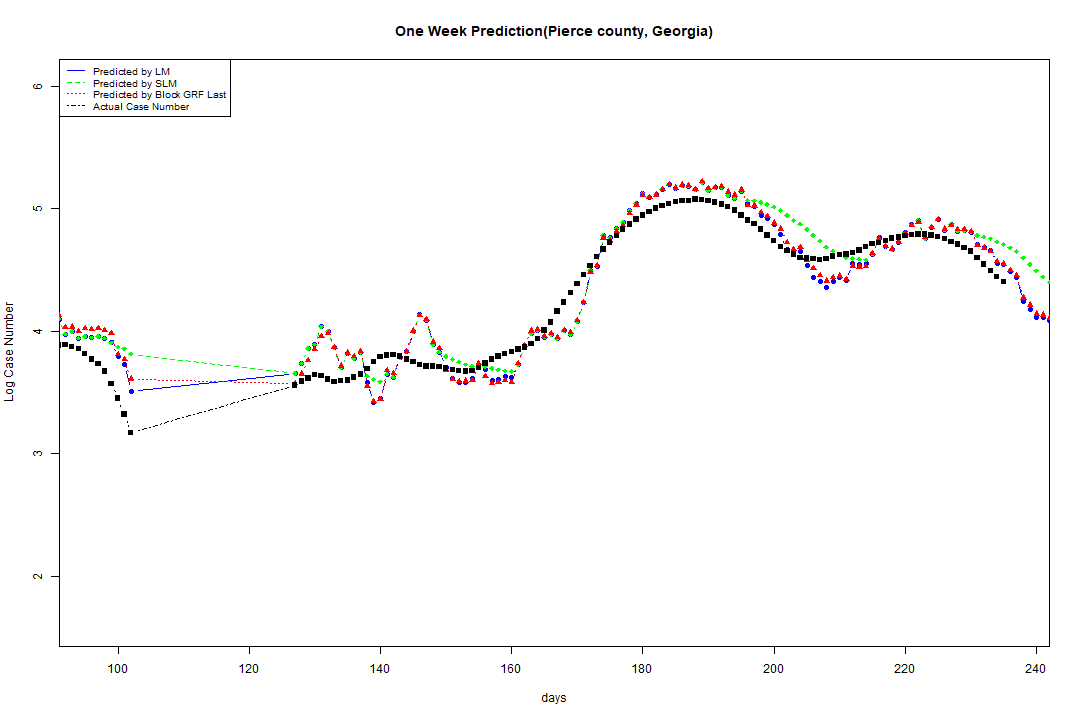 One Week Prediction(Pierce county, Georgia)
Predicted by LM
Predicted by SLM
Predicted by Block GRF Last
Actual Case Number
6
5
4
3
2
Log Case Number
100 120 140 160 180 200 220 240
days